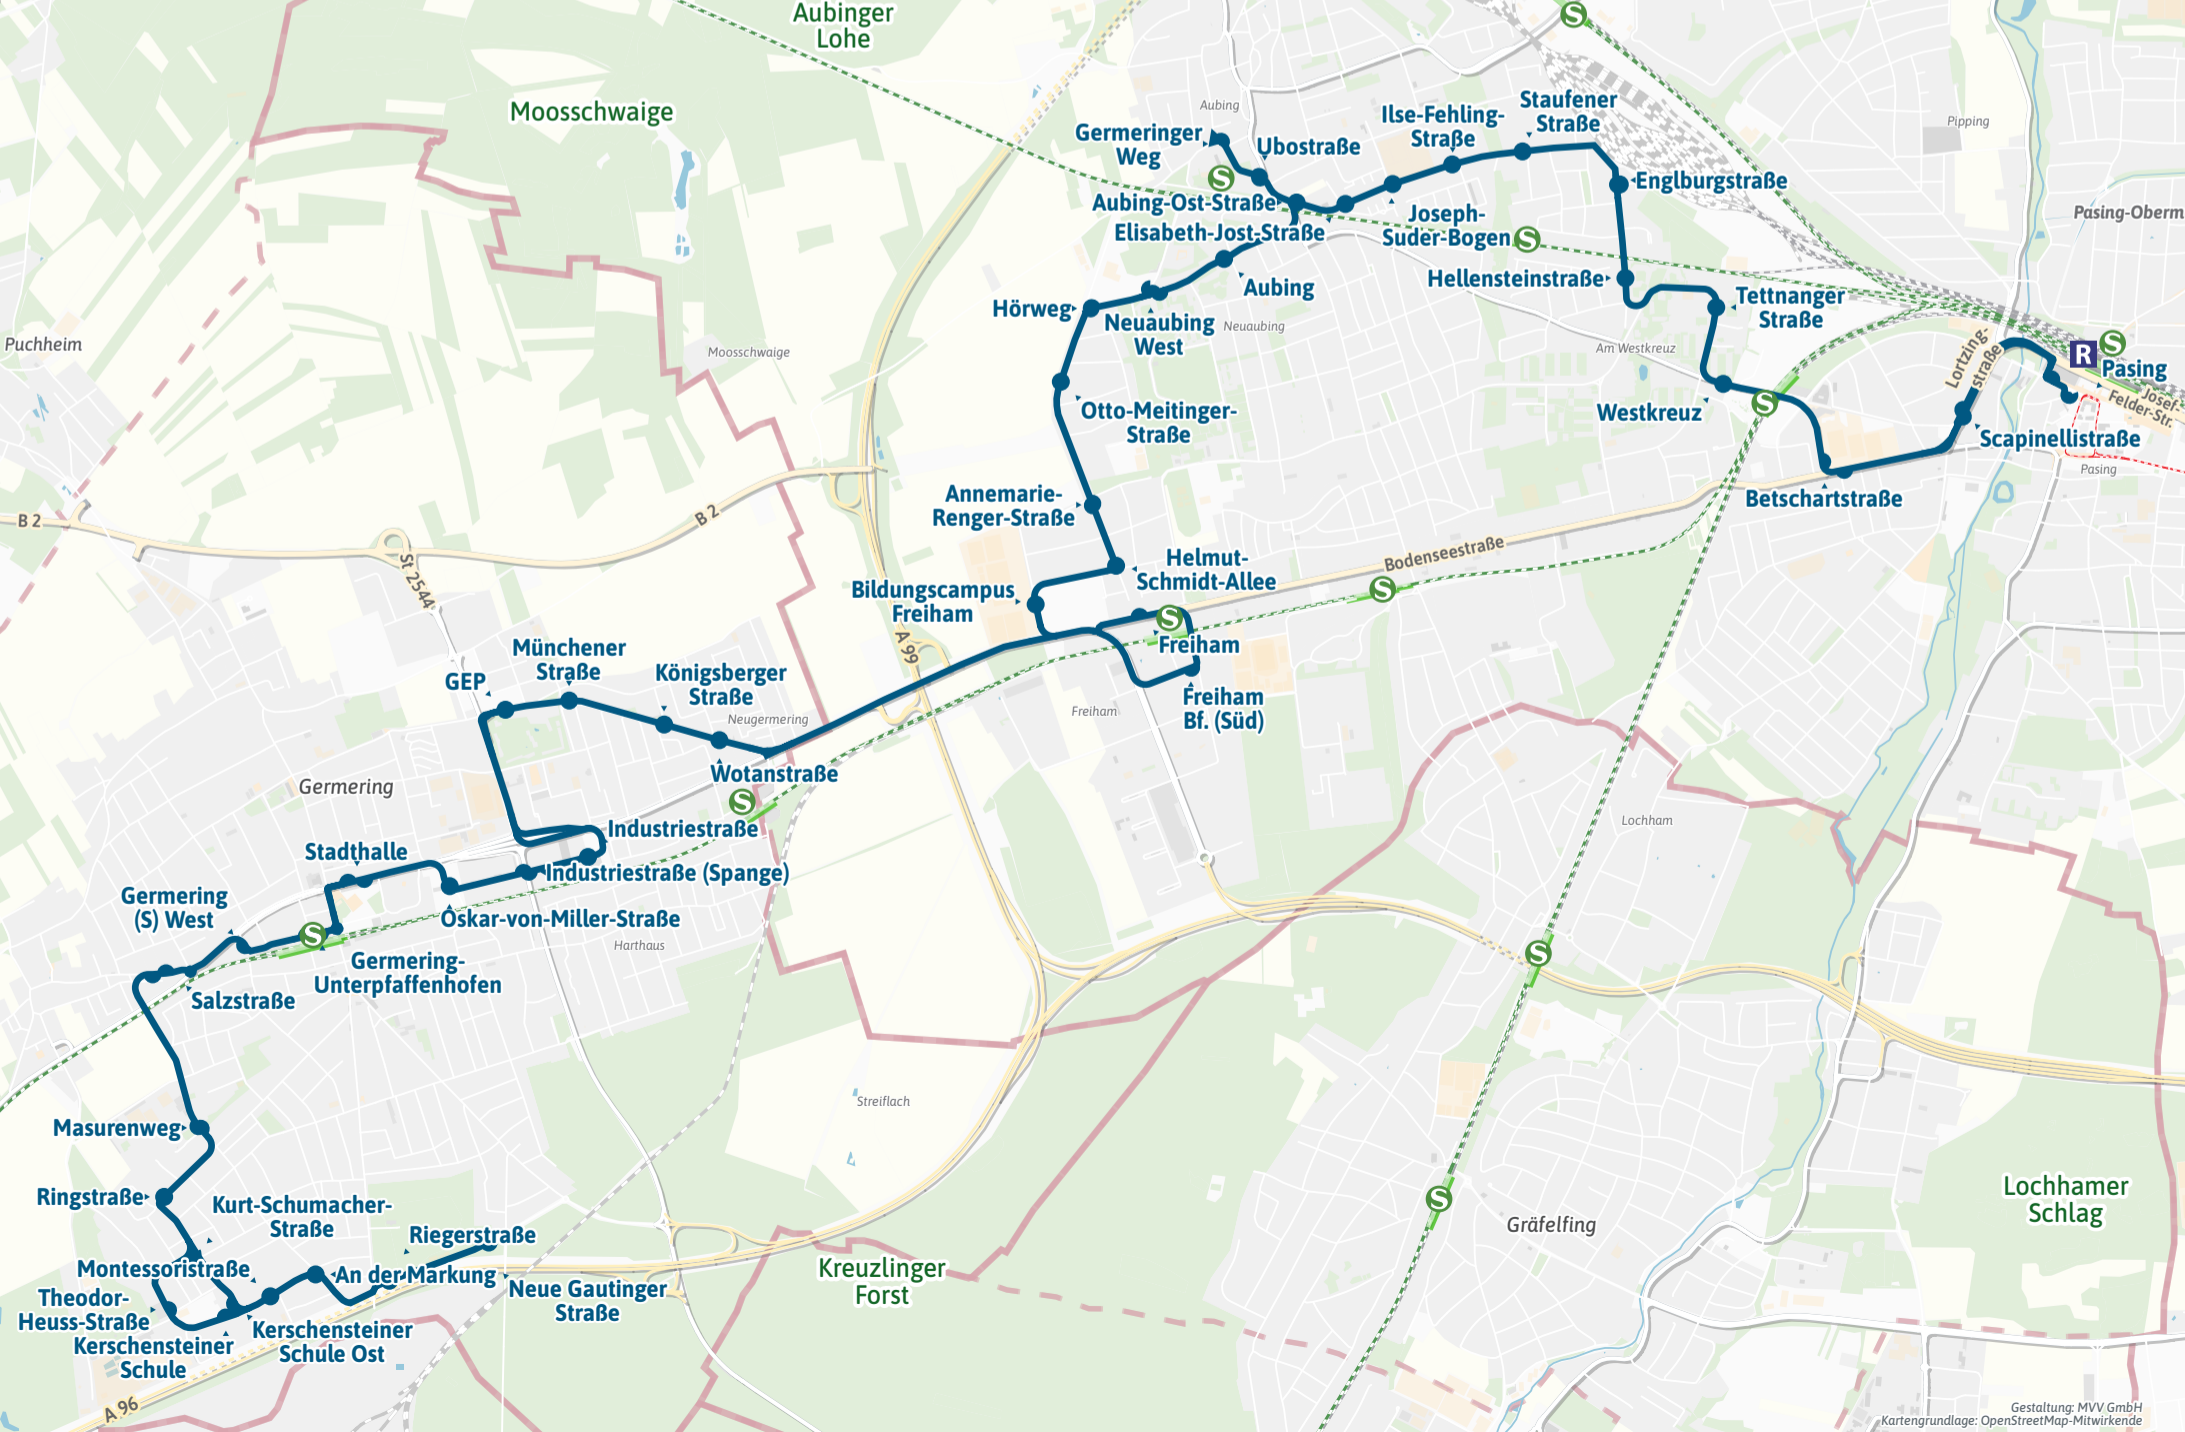 Aubinger
Lohe
Moosschwaige
Aubing
Germeringer
Weg
Ubostraße
Ilse-Fehling-
Straße
Staufener
Straße
Pipping
Englburgstraße
Pasing-Oberm
Aubing-Ost-Straße
Elisabeth-Jost-Straße
Joseph-
Suder-Bogen
S
S
S
Hellensteinstraße
Aubing
Tettnanger
Straße
Hörweg
Neuaubing
West
Neuaubing
Puchheim
Moosschwaige
Am Westkreuz
Lortzing-
straße
R
S
Pasing
Josef-
Felder-Str.
Otto-Meitinger-
Straße
Westkreuz
S
Scapinellistraße
Pasing
Annemarie-
Renger-Straße
Betschartstraße
B 2
B 2
St 2544
Bodenseestraße
Helmut-
Schmidt-Allee
S
Bildungscampus
Freiham
S
Freiham
A 99
Münchener
Straße
GEP
Königsberger
Straße
Neugermering
Freiham
Freiham
Bf. (Süd)
Wotanstraße
S
Germering
Industriestraße
Lochham
Stadthalle
Industriestraße (Spange)
Germering
(S) West
Oskar-von-Miller-Straße
S
Harthaus
Germering-
Unterpfaffenhofen
S
Salzstraße
Streiflach
Masurenweg
Ringstraße
Kurt-Schumacher-
Straße
Riegerstraße
S
Gräfelfing
Lochhamer
Schlag
Montessoristraße
An der Markung
Kreuzlinger
Forst
Theodor-
Heuss-Straße
Neue Gautinger
Straße
Kerschensteiner
Schule
Kerschensteiner
Schule Ost
A 96
Gestaltung: MVV GmbH
Kartengrundlage: OpenStreetMap-Mitwirkende